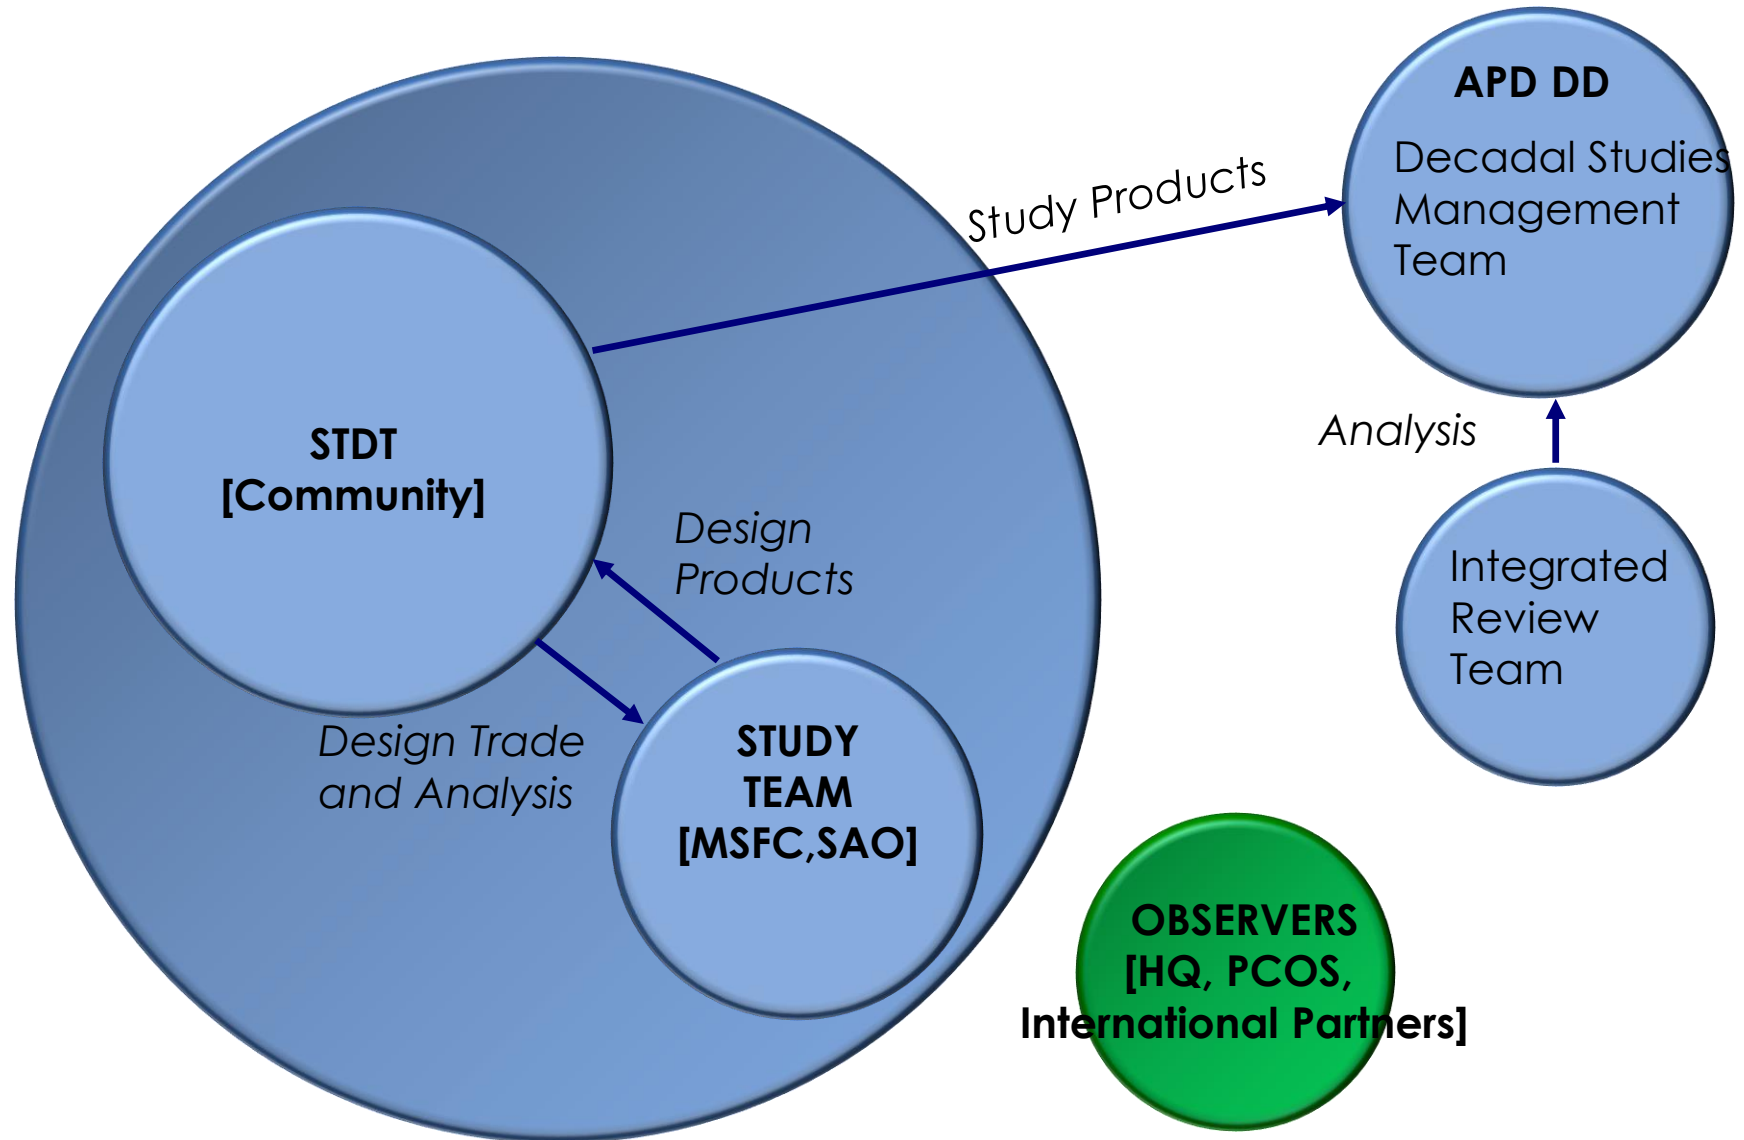 APD DD
Decadal Studies
Management
Team
Study Products
Analysis
STDT
[Community]
Design
Products
Integrated
Review
Team
Design Trade
and Analysis
STUDY
TEAM
[MSFC,SAO]
OBSERVERS
[HQ, PCOS,
International Partners]